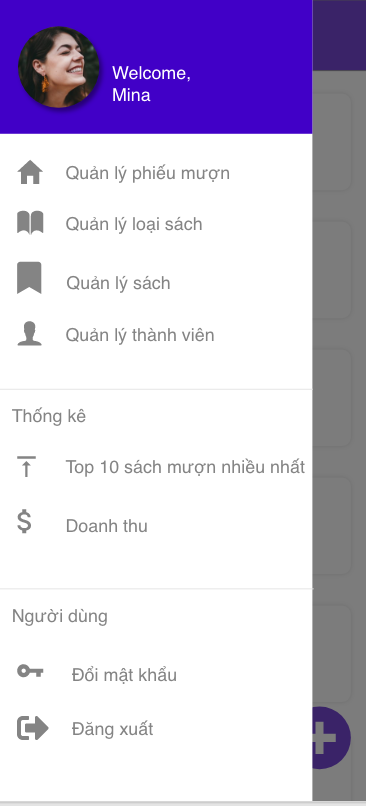 Welcome,
Mina
Quản lý phiếu mượn
Quản lý loại sách
Quản lý sách
Quản lý thành viên
Thống kê
Top 10 sách mượn nhiều nhất
Doanh thu
Người dùng
Đổi mật khẩu
Đăng xuất